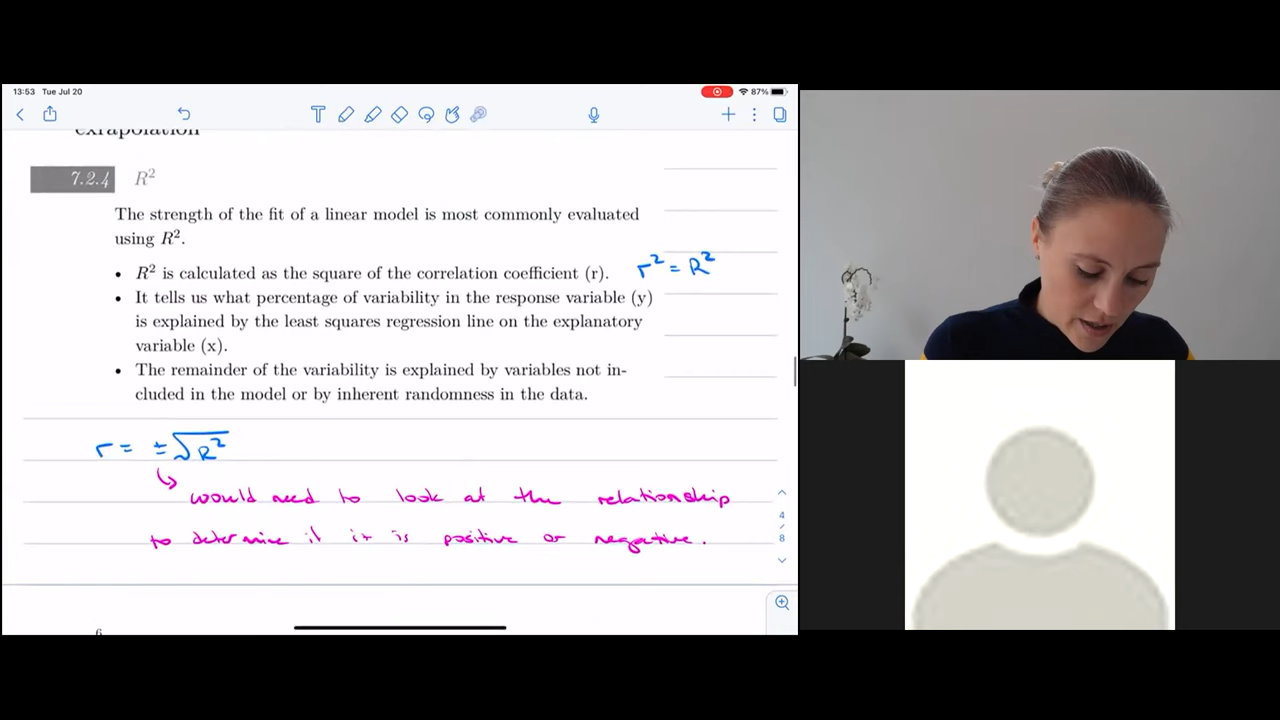 13:53 Tue Jul 20
87%
exrapolation
7.2.4 R²
The strength of the fit of a linear model is most commonly evaluated
using R².
• R² is calculated as the square of the correlation coefficient (r). r² = R²
• It tells us what percentage of variability in the response variable (y)
is explained by the least squares regression line on the explanatory
variable (x).
• The remainder of the variability is explained by variables not in-
cluded in the model or by inherent randomness in the data.
r = ±√R²
would need to look at the relationship
to determine if it is positive or negative.
4
/
8
6